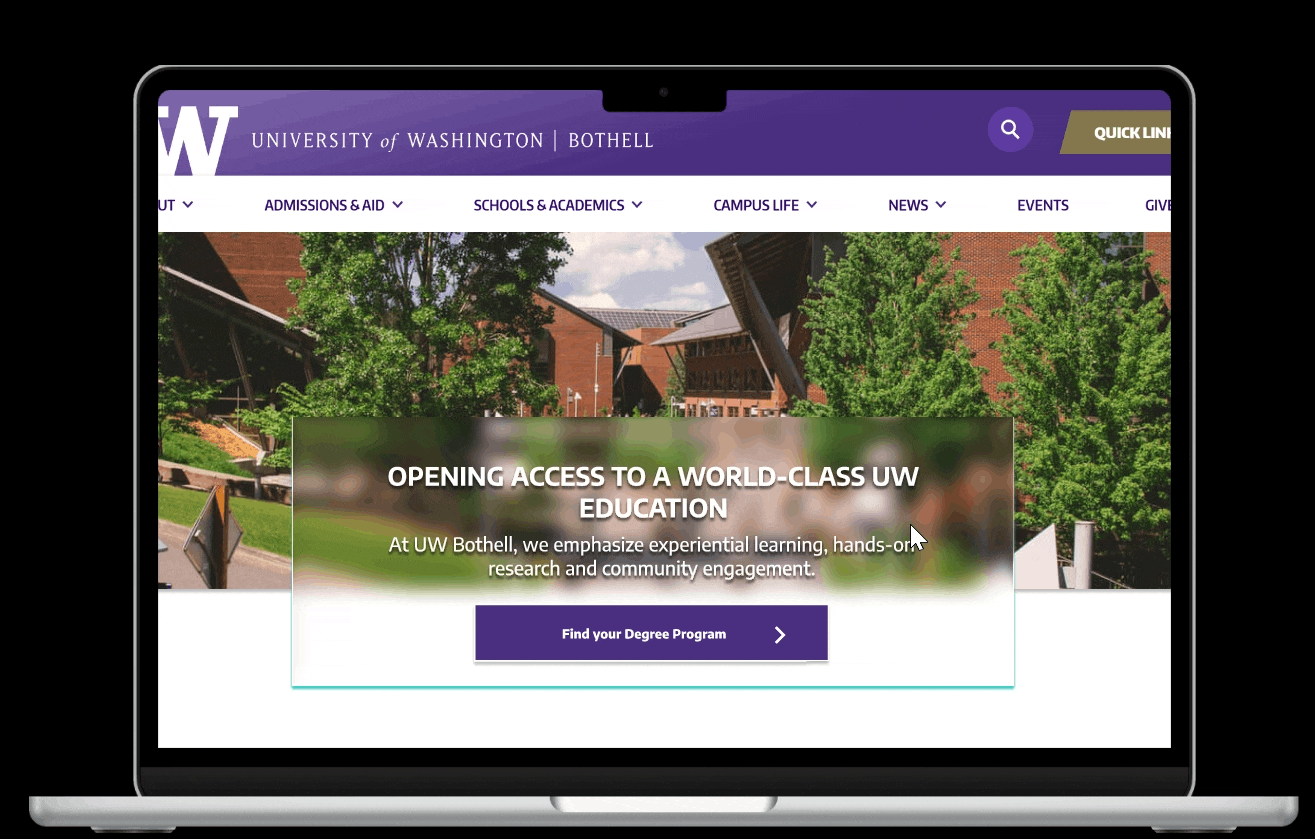 W UNIVERSITY of WASHINGTON | BOTHELL
QUICK LINK
UT ADMISSIONS & AID SCHOOLS & ACADEMICS CAMPUS LIFE NEWS EVENTS GIVE
OPENING ACCESS TO A WORLD-CLASS UW
EDUCATION
At UW Bothell, we emphasize experiential learning, hands-on
research and community engagement.
Find your Degree Program